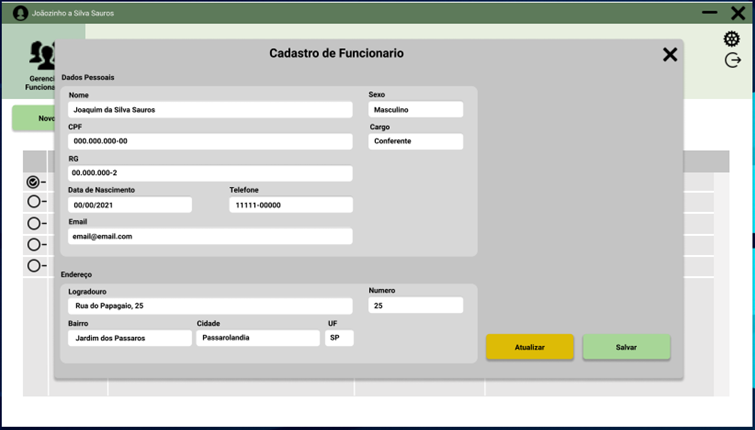 Joãozinho a Silva Sauros
Cadastro de Funcionario
Gerenci
Funciona
Novo
Dados Pessoais
Nome
Sexo
Joaquim da Silva Sauros
Masculino
CPF
Cargo
000.000.000-00
Conferente
RG
00.000.000-2
Data de Nascimento
Telefone
00/00/2021
11111-00000
Email
email@email.com
Endereço
Logradouro
Numero
Rua do Papagaio, 25
25
Bairro
Cidade
UF
Jardim dos Passaros
Passarolandia
SP
Atualizar
Salvar